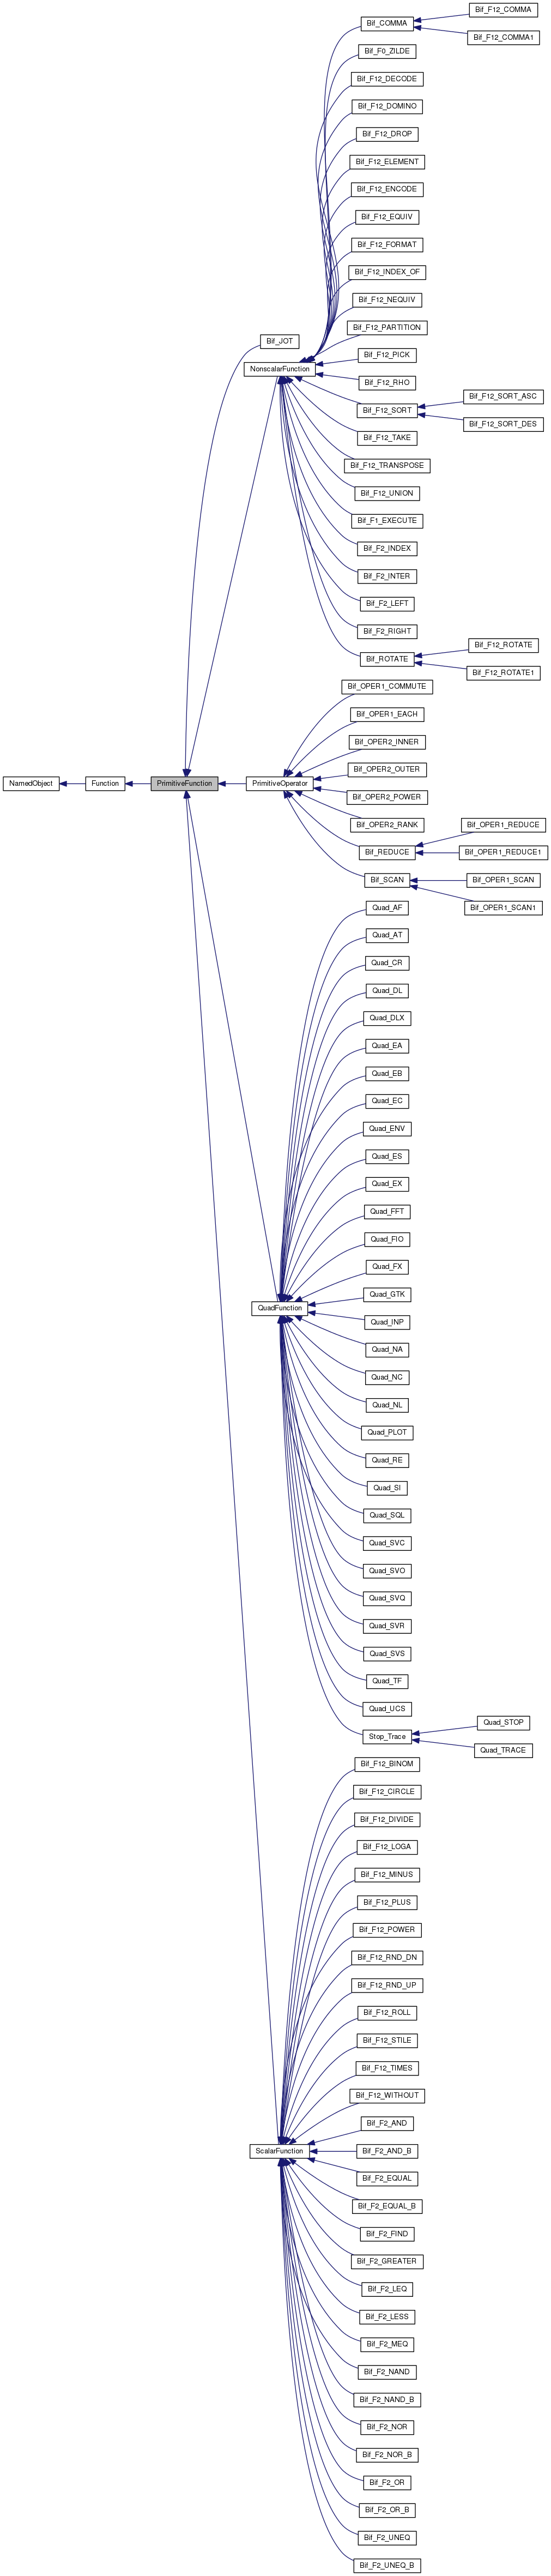 Bif_F12_COMMA
Bif_COMMA
Bif_F12_COMMA1
Bif_F0_ZILDE
Bif_F12_DECODE
Bif_F12_DOMINO
Bif_F12_DROP
Bif_F12_ELEMENT
Bif_F12_ENCODE
Bif_F12_EQUIV
Bif_F12_FORMAT
Bif_F12_INDEX_OF
Bif_F12_NEQUIV
Bif_F12_PARTITION
Bif_JOT
Bif_F12_PICK
NonscalarFunction
Bif_F12_RHO
Bif_F12_SORT_ASC
Bif_F12_SORT
Bif_F12_SORT_DES
Bif_F12_TAKE
Bif_F12_TRANSPOSE
Bif_F12_UNION
Bif_F1_EXECUTE
Bif_F2_INDEX
Bif_F2_INTER
Bif_F2_LEFT
Bif_F2_RIGHT
Bif_F12_ROTATE
Bif_ROTATE
Bif_F12_ROTATE1
Bif_OPER1_COMMUTE
Bif_OPER1_EACH
Bif_OPER2_INNER
Bif_OPER2_OUTER
NamedObject
Function
PrimitiveFunction
PrimitiveOperator
Bif_OPER2_POWER
Bif_OPER2_RANK
Bif_OPER1_REDUCE
Bif_REDUCE
Bif_OPER1_REDUCE1
Bif_SCAN
Bif_OPER1_SCAN
Bif_OPER1_SCAN1
Quad_AF
Quad_AT
Quad_CR
Quad_DL
Quad_DLX
Quad_EA
Quad_EB
Quad_EC
Quad_ENV
Quad_ES
Quad_EX
Quad_FFT
Quad_FIO
Quad_FX
Quad_GTK
QuadFunction
Quad_INP
Quad_NA
Quad_NC
Quad_NL
Quad_PLOT
Quad_RE
Quad_SI
Quad_SQL
Quad_SVC
Quad_SVO
Quad_SVQ
Quad_SVR
Quad_SVS
Quad_TF
Quad_UCS
Quad_STOP
Stop_Trace
Quad_TRACE
Bif_F12_BINOM
Bif_F12_CIRCLE
Bif_F12_DIVIDE
Bif_F12_LOGA
Bif_F12_MINUS
Bif_F12_PLUS
Bif_F12_POWER
Bif_F12_RND_DN
Bif_F12_RND_UP
Bif_F12_ROLL
Bif_F12_STILE
Bif_F12_TIMES
Bif_F12_WITHOUT
Bif_F2_AND
ScalarFunction
Bif_F2_AND_B
Bif_F2_EQUAL
Bif_F2_EQUAL_B
Bif_F2_FIND
Bif_F2_GREATER
Bif_F2_LEQ
Bif_F2_LESS
Bif_F2_MEQ
Bif_F2_NAND
Bif_F2_NAND_B
Bif_F2_NOR
Bif_F2_NOR_B
Bif_F2_OR
Bif_F2_OR_B
Bif_F2_UNEQ
Bif_F2_UNEQ_B